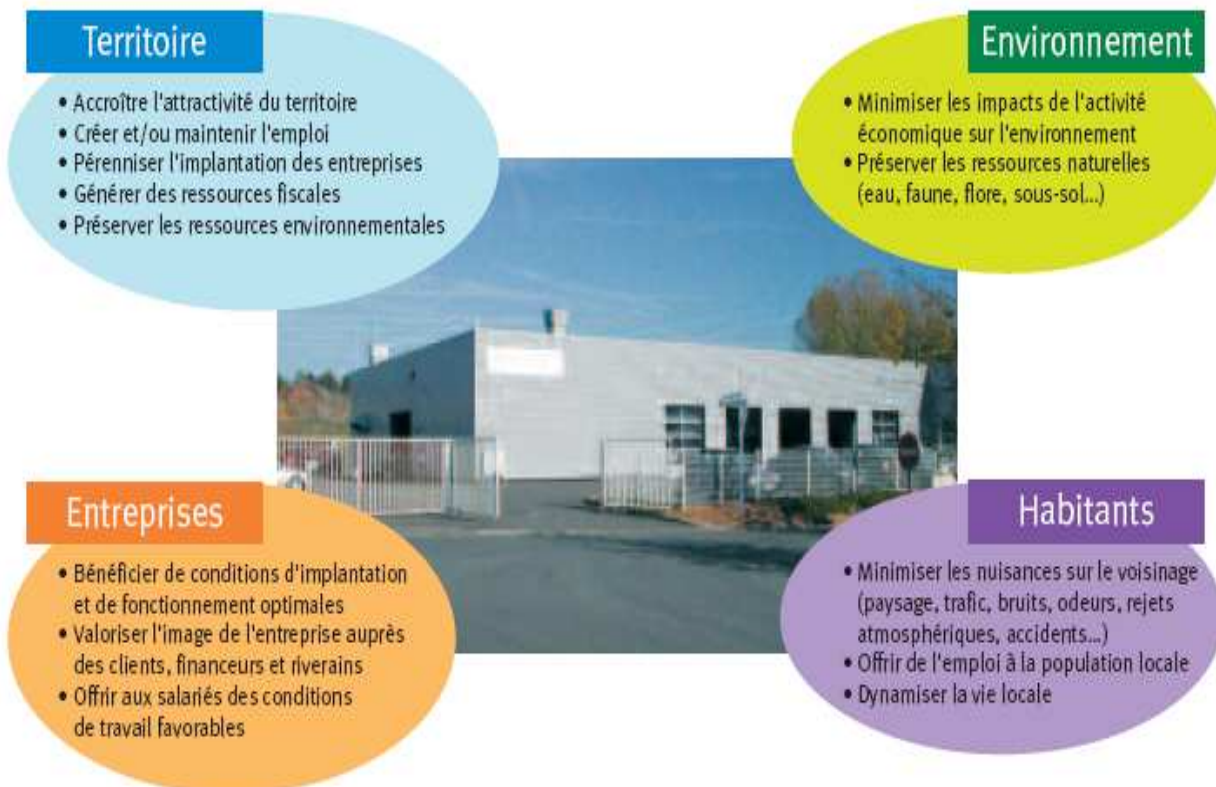 Territoire
• Accroître l'attractivité du territoire
• Créer et/ou maintenir l'emploi
• Pérenniser l'implantation des entreprises
• Générer des ressources fiscales
• Préserver les ressources environnementales
Environnement
• Minimiser les impacts de l'activité
économique sur l'environnement
• Préserver les ressources naturelles
(eau, faune, flore, sous-sol...)
Entreprises
• Bénéficier de conditions d'implantation
et de fonctionnement optimales
• Valoriser l'image de l'entreprise auprès
des clients, financeurs et riverains
• Offrir aux salariés des conditions
de travail favorables
Habitants
• Minimiser les nuisances sur le voisinage
(paysage, trafic, bruits, odeurs, rejets
atmosphériques, accidents...)
• Offrir de l'emploi à la population locale
• Dynamiser la vie locale